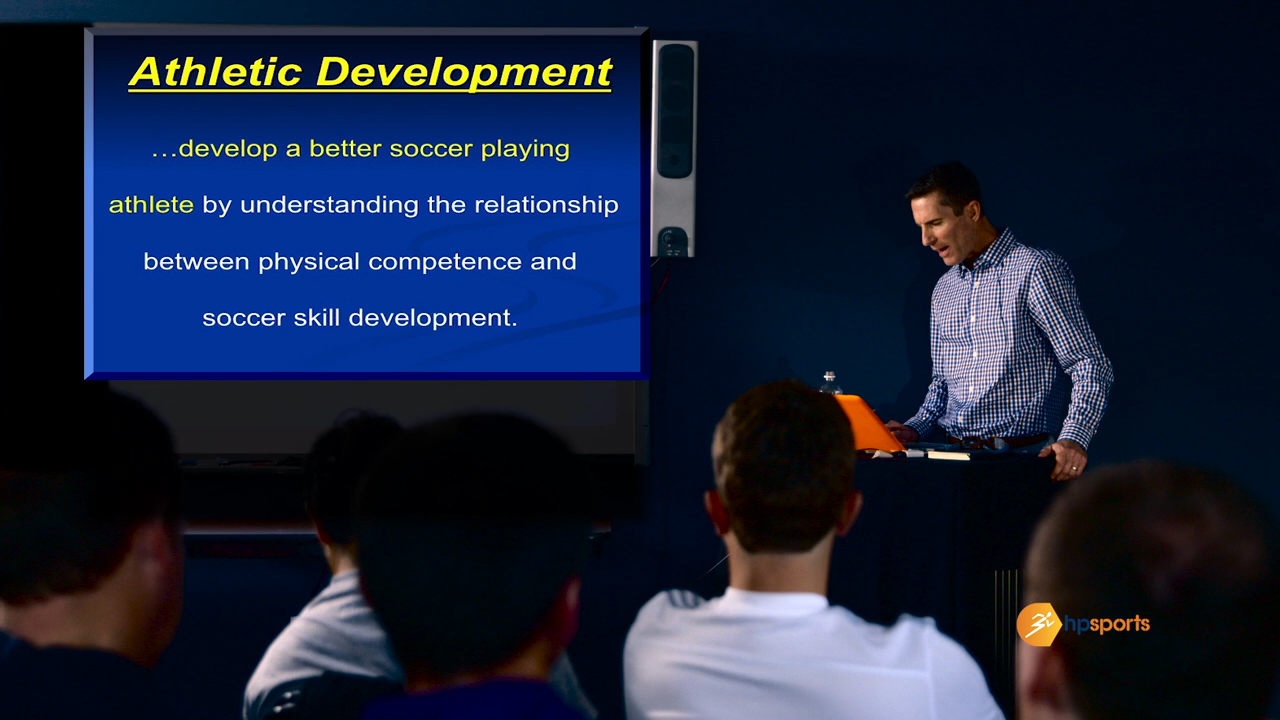 Athletic Development
...develop a better soccer playing
athlete by understanding the relationship
between physical competence and
soccer skill development.
hpsports